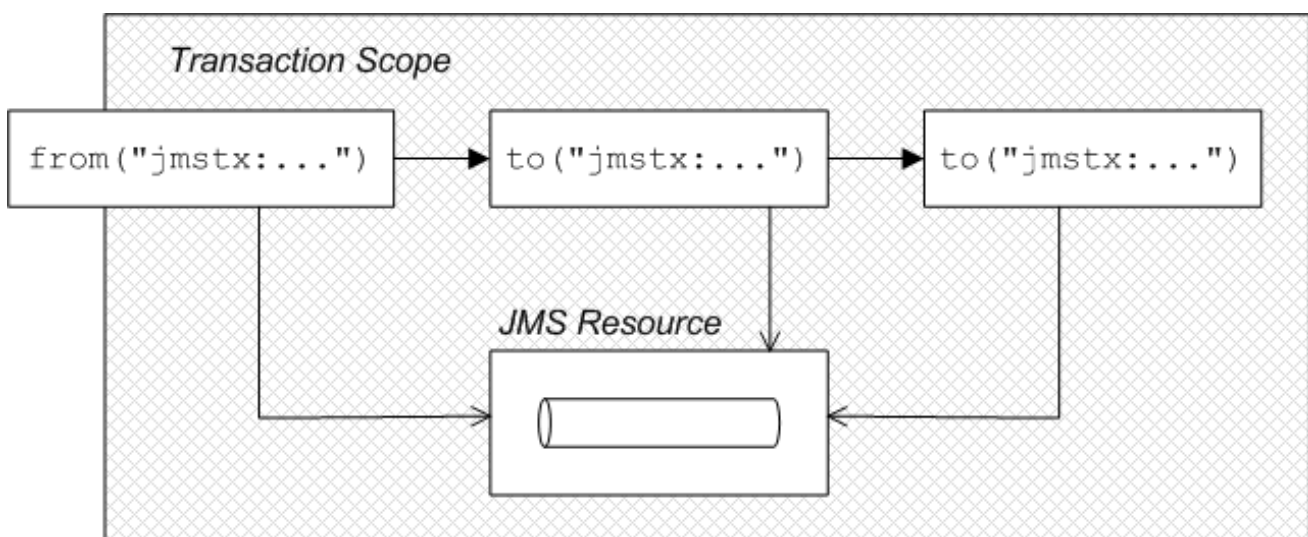 Transaction Scope
from("jmstx:...")
to("jmstx:...")
to("jmstx:...")
JMS Resource